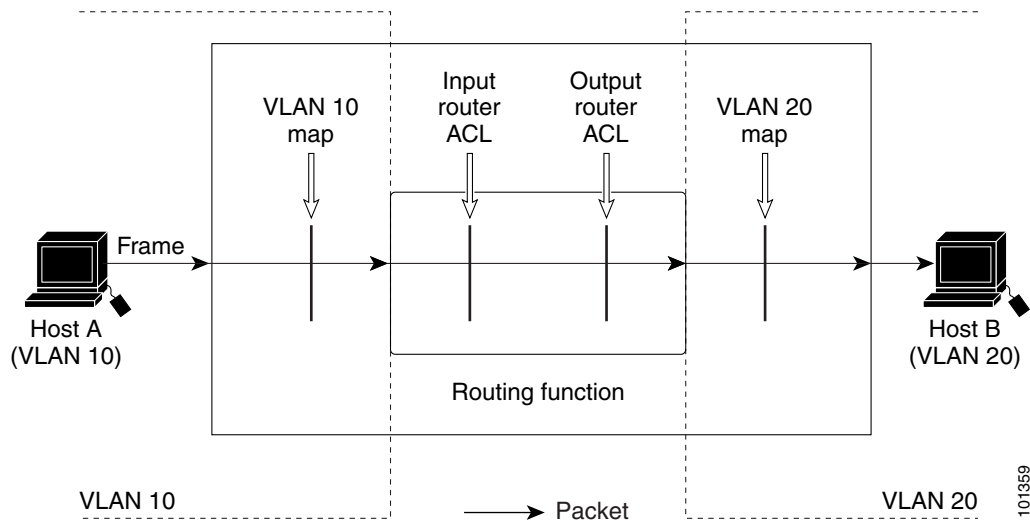 VLAN 10
map
Input
router
ACL
Output
router
ACL
VLAN 20
map
Frame
Host A
(VLAN 10)
Host B
(VLAN 20)
Routing function
VLAN 10
Packet
VLAN 20
101359